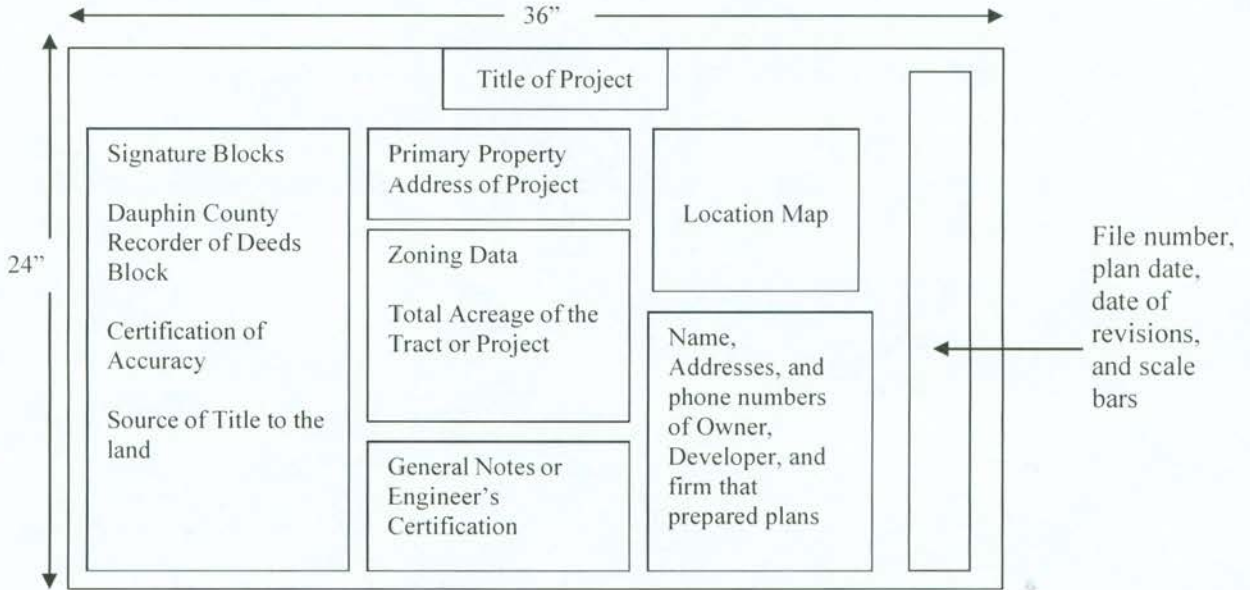 36”
Title of Project
24”
Signature Blocks
Dauphin County
Recorder of Deeds
Block
Certification of
Accuracy
Source of Title to the
land
Primary Property
Address of Project
Zoning Data
Total Acreage of the
Tract or Project
General Notes or
Engineer’s
Certification
Location Map
Name,
Addresses, and
phone numbers
of Owner,
Developer, and
firm that
prepared plans
File number,
plan date,
date of
revisions,
and scale
bars